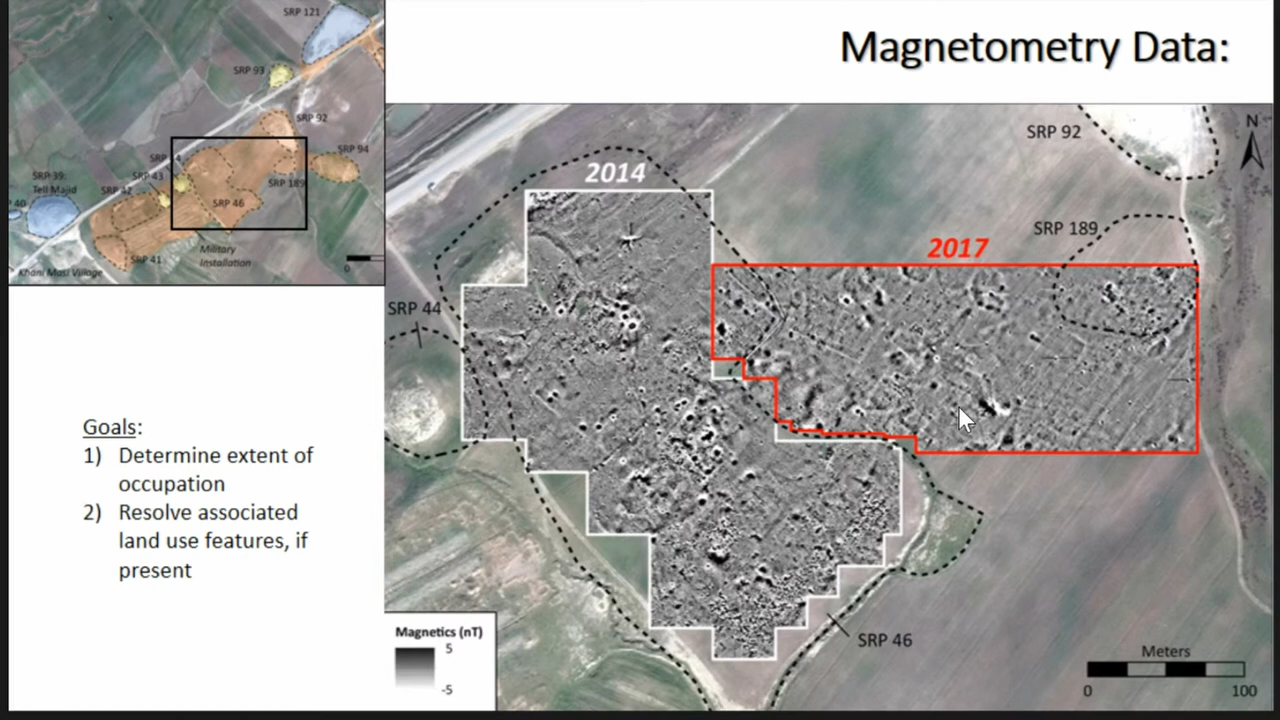 Magnetometry Data:
SRP 121
SRP 93
SRP 92
SRP 94
SRP 43
SRP 39:
Tell Majid
P 40
SRP 42
SRP 189
SRP 46
SRP 41
Military
Installation
Khani Masi Village
0
2014
2017
SRP 92
N
SRP 189
SRP 44
SRP 46
Goals:
1) Determine extent of
occupation
2) Resolve associated
land use features, if
present
Magnetics (nT)
5
-5
Meters
0
100